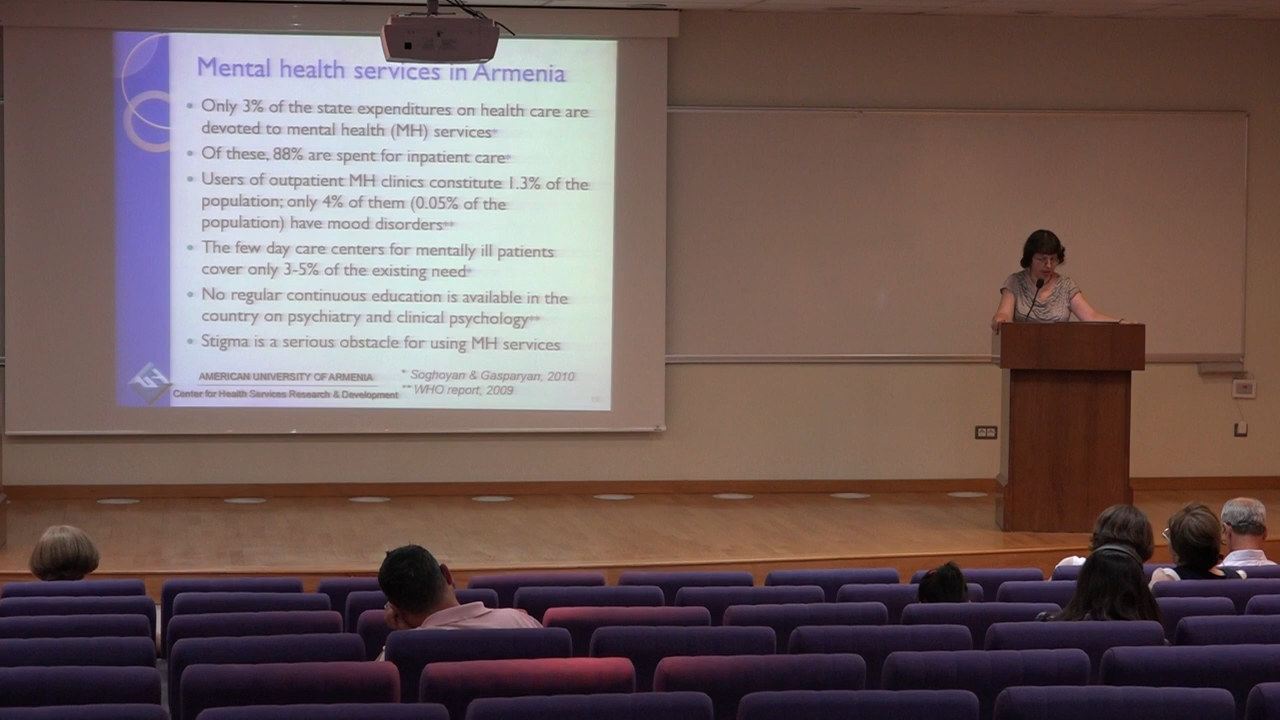 Mental health services in Armenia
• Only 3% of the state expenditures on health care are
devoted to mental health (MH) services*
• Of these, 88% are spent for inpatient care*
• Users of outpatient MH clinics constitute 1.3% of the
population; only 4% of them (0.05% of the
population) have mood disorders**
• The few day care centers for mentally ill patients
cover only 3-5% of the existing need*
• No regular continuous education is available in the
country on psychiatry and clinical psychology**
• Stigma is a serious obstacle for using MH services
AMERICAN UNIVERSITY OF ARMENIA
Center for Health Services Research & Development
* Soghoyan & Gasparyan, 2010
** WHO report, 2009